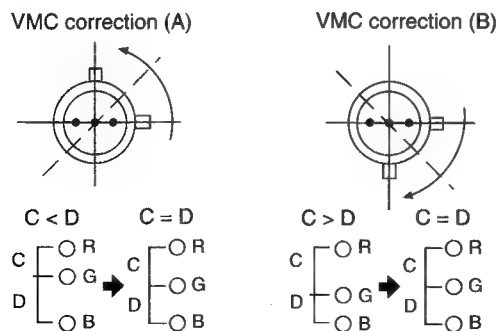 VMC correction (A)
VMC correction (B)
C < D
C = D
C > D
C = D
C
D
R
G
B
C
D
R
G
B
C
D
R
G
B
C
D
R
G
B